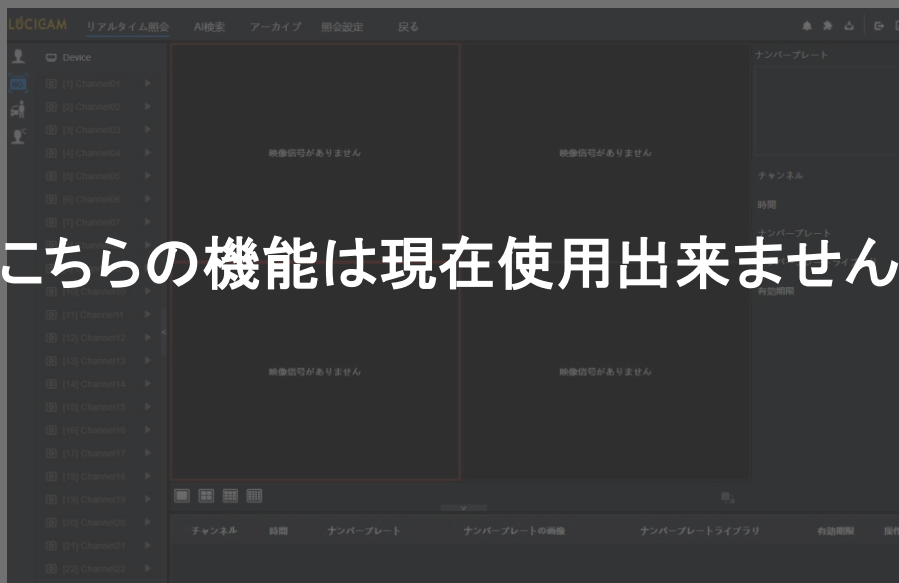 LUCICAM リアルタイム照会 AI検索 アーカイブ 照会設定 戻る
Device
[1] Channel01
[2] Channel02
[3] Channel03
[4] Channel04
[5] Channel05
[6] Channel06
[7] Channel07
[11] Channel11
[12] Channel12
[13] Channel13
[14] Channel14
[15] Channel15
[16] Channel16
[17] Channel17
[18] Channel18
[19] Channel19
[20] Channel20
[21] Channel21
[22] Channel22
映像信号がありません
映像信号がありません
こちらの機能は現在使用出来ません
映像信号がありません
映像信号がありません
ナンバープレート
チャンネル
時間
ナンバープレート
有効期限
チャンネル 時間 ナンバープレート ナンバープレートの画像 ナンバープレートライブラリ 有効期限 操作